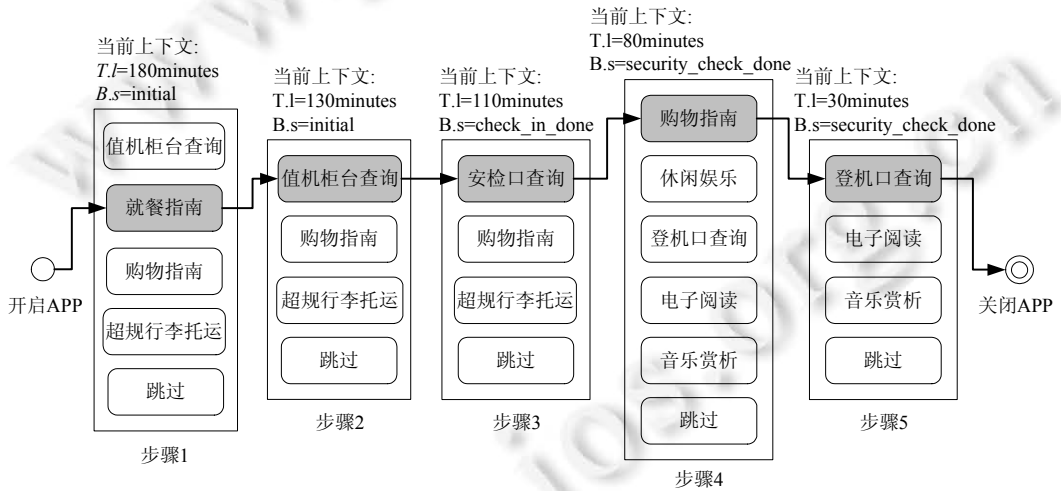 当前上下文:
T.l=180minutes
B.s=initial
值机柜台查询
就餐指南
购物指南
超规行李托运
跳过
步骤1
开启APP
当前上下文:
T.l=130minutes
B.s=initial
值机柜台查询
购物指南
超规行李托运
跳过
步骤2
当前上下文:
T.l=110minutes
B.s=check_in_done
安检口查询
购物指南
超规行李托运
跳过
步骤3
当前上下文:
T.l=80minutes
B.s=security_check_done
购物指南
休闲娱乐
登机口查询
电子阅读
音乐赏析
跳过
步骤4
当前上下文:
T.l=30minutes
B.s=security_check_done
登机口查询
电子阅读
音乐赏析
跳过
步骤5
关闭APP